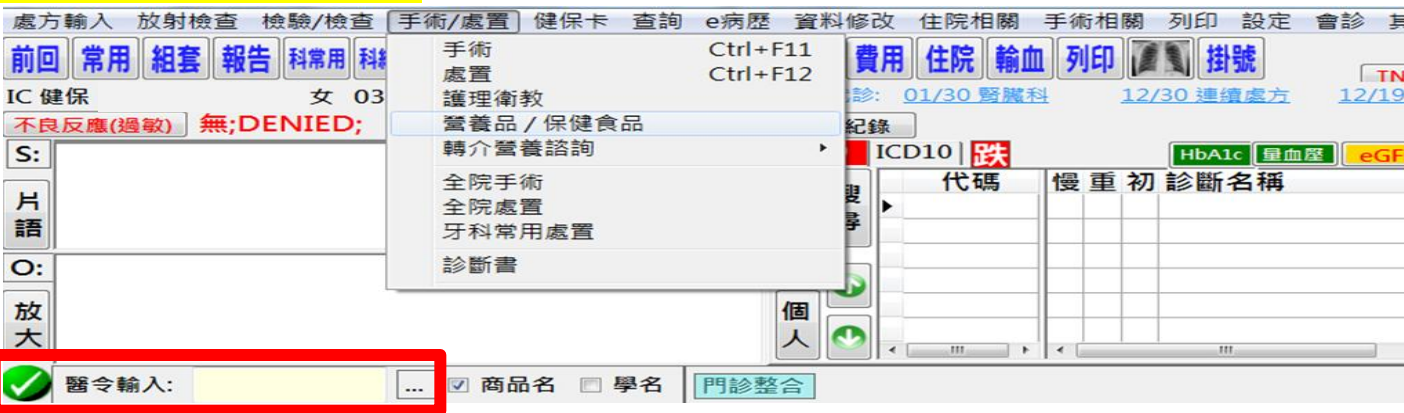 處方輸入 放射檢查 檢驗/檢查 手術/處置 健保卡 查詢 e病歷 資料修改 住院相關 手術相關 列印 設定 會診
前回 常用 組套 報告 科常用 費用 住院 輸血 列印 掛號
手術 Ctrl+F11
處置 Ctrl+F12
護理衛教
營養品 / 保健食品
轉介營養諮詢
全院手術
全院處置
牙科常用處置
診斷書
TN
IC 健保 女 03 診: 01/30 腎臟科 12/30 連續處方 12/19
不良反應(過敏) 無;DENIED; 紀錄
S: ICD10 跌 HbA1c 量血壓 eGF
代碼 慢 重 初 診斷名稱
片語
搜尋
O:
放大
個人
醫令輸入: ... 商品名 學名 門診整合